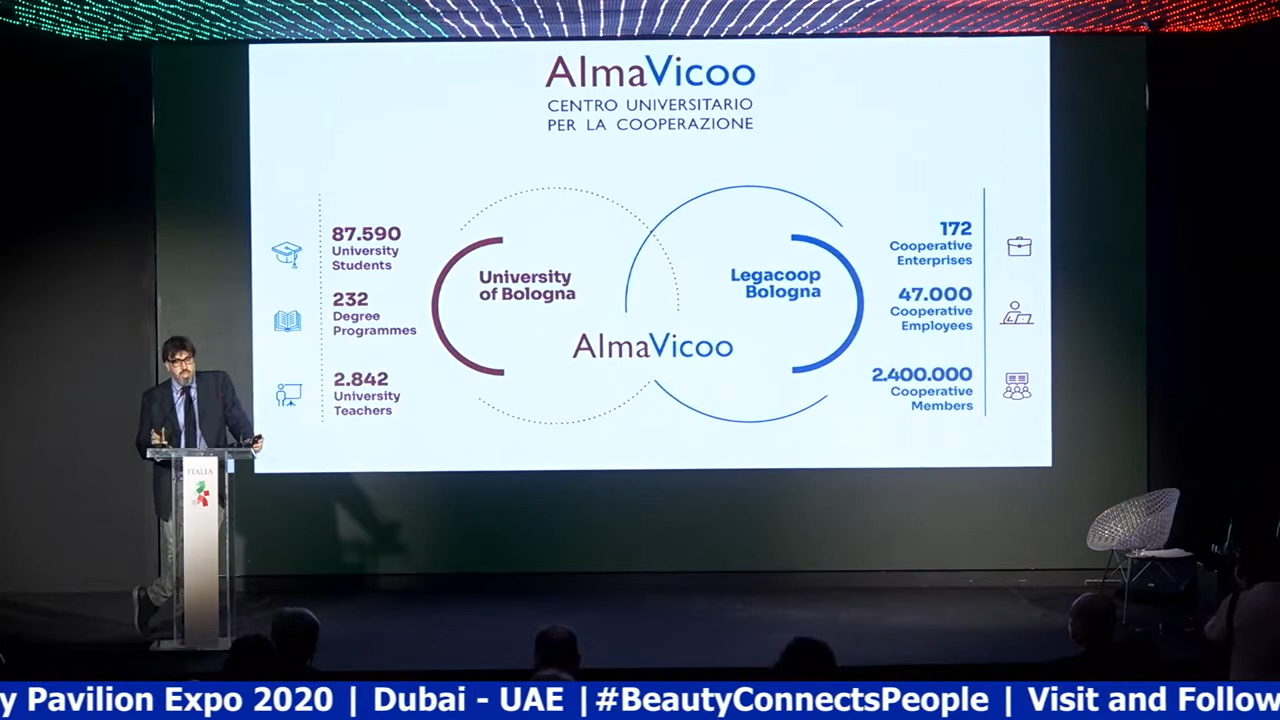 AlmaVicoo
CENTRO UNIVERSITARIO
PER LA COOPERAZIONE
87.590
University
Students
232
Degree
Programmes
2.842
University
Teachers
University
of Bologna
Legacoop
Bologna
AlmaVicoo
172
Cooperative
Enterprises
47.000
Cooperative
Employees
2.400.000
Cooperative
Members
ITALIA
y Pavilion Expo 2020 | Dubai - UAE |#BeautyConnectsPeople | Visit and Follow